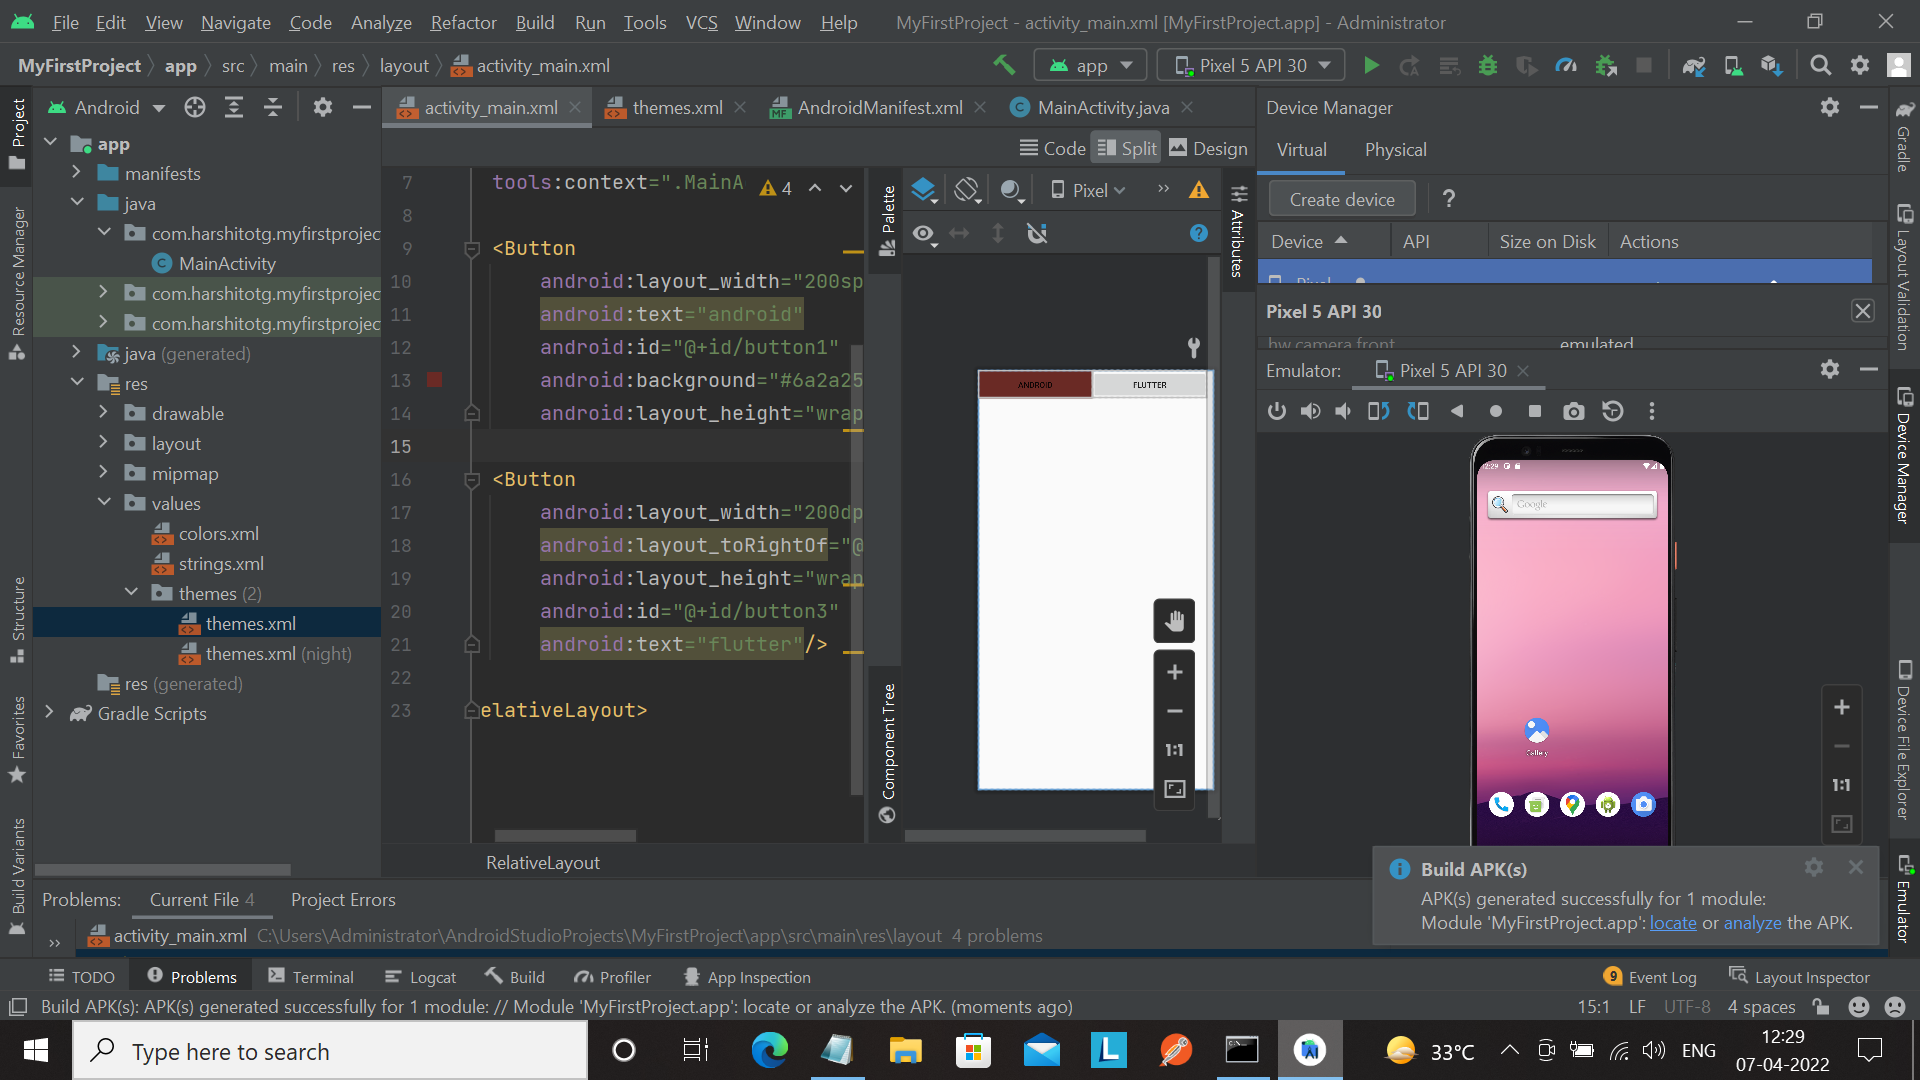 File Edit View Navigate Code Analyze Refactor Build Run Tools VCS Window Help MyFirstProject - activity_main.xml [MyFirstProject.app] - Administrator
MyFirstProject app src main res layout activity_main.xml app Pixel 5 API 30
Project
Resource Manager
Structure
Favorites
Build Variants
Android
app
manifests
java
com.harshitotg.myfirstprojec
MainActivity
com.harshitotg.myfirstprojec
com.harshitotg.myfirstprojec
java (generated)
res
drawable
layout
mipmap
values
colors.xml
strings.xml
themes (2)
themes.xml
themes.xml (night)
res (generated)
Gradle Scripts
activity_main.xml themes.xml AndroidManifest.xml MainActivity.java
Code Split Design
7 tools:context=".MainA 4
8
9 <Button
10 android:layout_width="200sp
11 android:text="android"
12 android:id="@+id/button1"
13 android:background="#6a2a25
14 android:layout_height="wrap
15
16 <Button
17 android:layout_width="200dp
18 android:layout_toRightOf="@
19 android:layout_height="wrap
20 android:id="@+id/button3"
21 android:text="flutter"/>
22
23 elativeLayout>
RelativeLayout
Palette
Component Tree
Pixel
ANDROID FLUTTER
1:1
Attributes
Device Manager
Virtual Physical
Create device ?
Device API Size on Disk Actions
Pixel
Pixel 5 API 30
hw.camera.front emulated
Emulator: Pixel 5 API 30
12:29
Google
Gallery
1:1
Gradle
Layout Validation
Device Manager
Device File Explorer
Emulator
Build APK(s)
APK(s) generated successfully for 1 module:
Module 'MyFirstProject.app': locate or analyze the APK.
Problems: Current File 4 Project Errors
activity_main.xml C:\Users\Administrator\AndroidStudioProjects\MyFirstProject\app\src\main\res\layout 4 problems
TODO Problems Terminal Logcat Build Profiler App Inspection 9 Event Log Layout Inspector
Build APK(s): APK(s) generated successfully for 1 module: // Module 'MyFirstProject.app': locate or analyze the APK. (moments ago) 15:1 LF UTF-8 4 spaces
Type here to search
L
33°C
ENG
12:29
07-04-2022